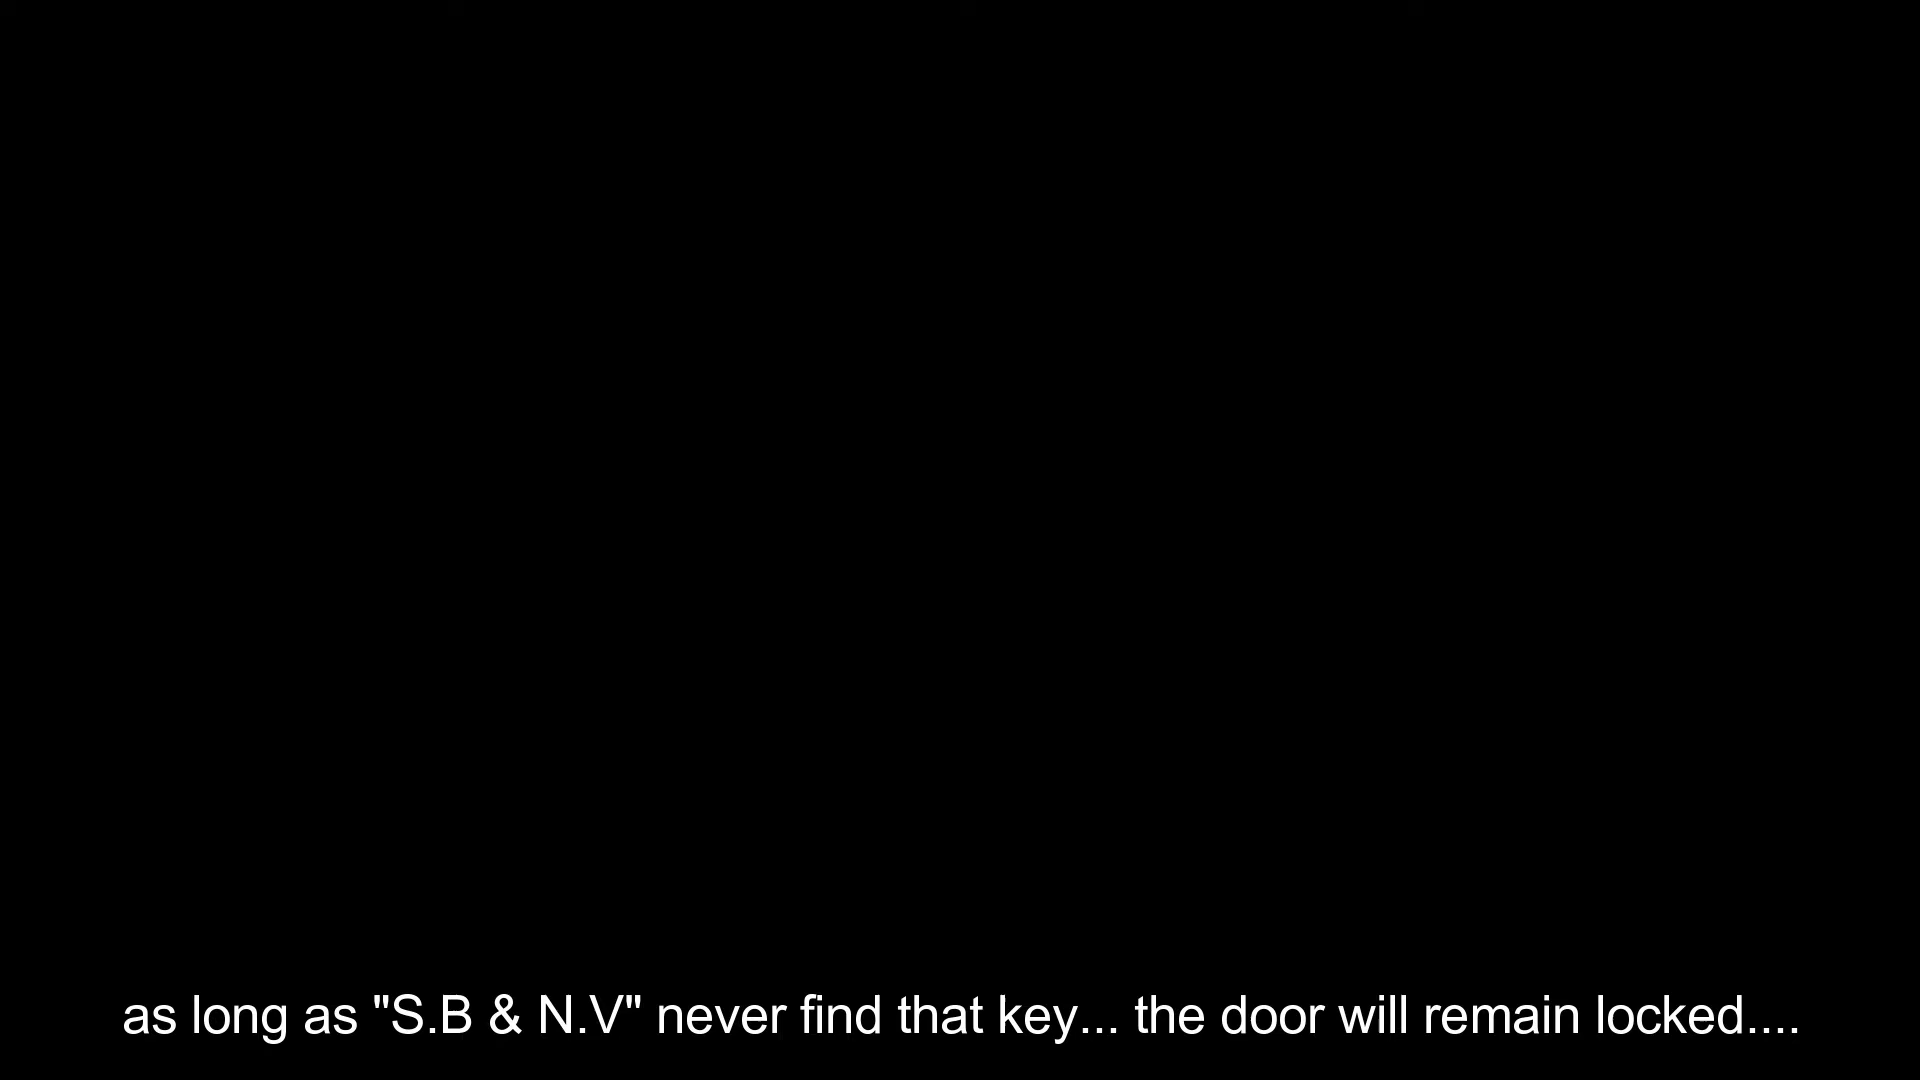 as long as "S.B & N.V" never find that key... the door will remain locked....